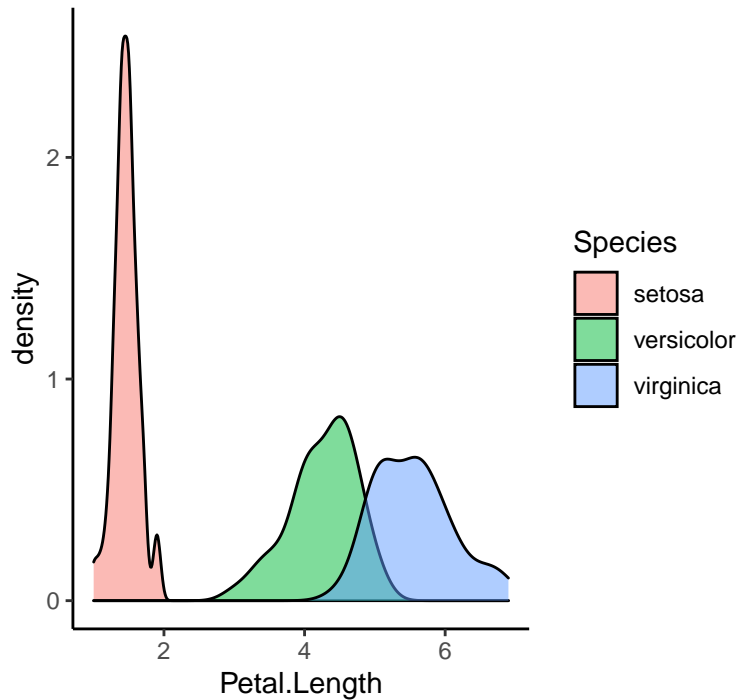 2
1
0
density
2 4 6
Petal.Length
Species
setosa
versicolor
virginica